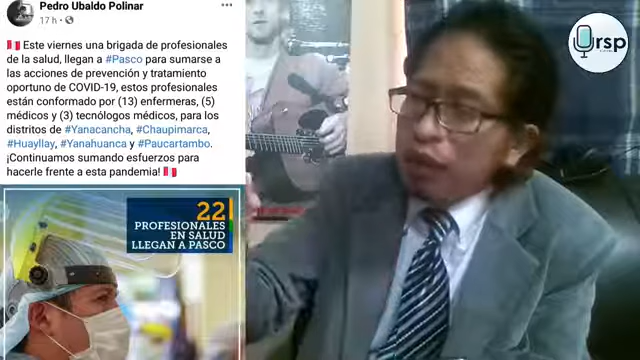 Pedro Ubaldo Polinar
17 h ·
Este viernes una brigada de profesionales
de la salud, llegan a #Pasco para sumarse a
las acciones de prevención y tratamiento
oportuno de COVID-19, estos profesionales
están conformado por (13) enfermeras, (5)
médicos y (3) tecnólogos médicos, para los
distritos de #Yanacancha, #Chaupimarca,
#Huayllay, #Yanahuanca y #Paucartambo.
¡Continuamos sumando esfuerzos para
hacerle frente a esta pandemia!
22
PROFESIONALES
EN SALUD
LLEGAN A PASCO
rsp